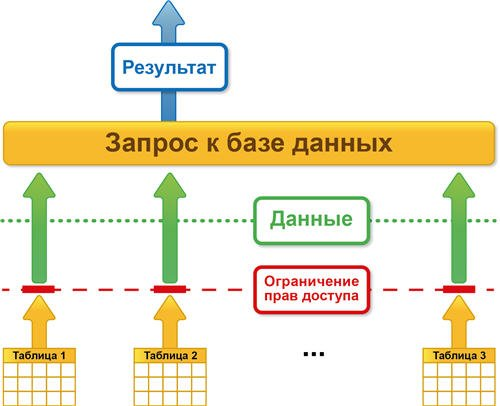 Результат
Запрос к базе данных
Данные
Ограничение
прав доступа
Таблица 1
Таблица 2
...
Таблица 3